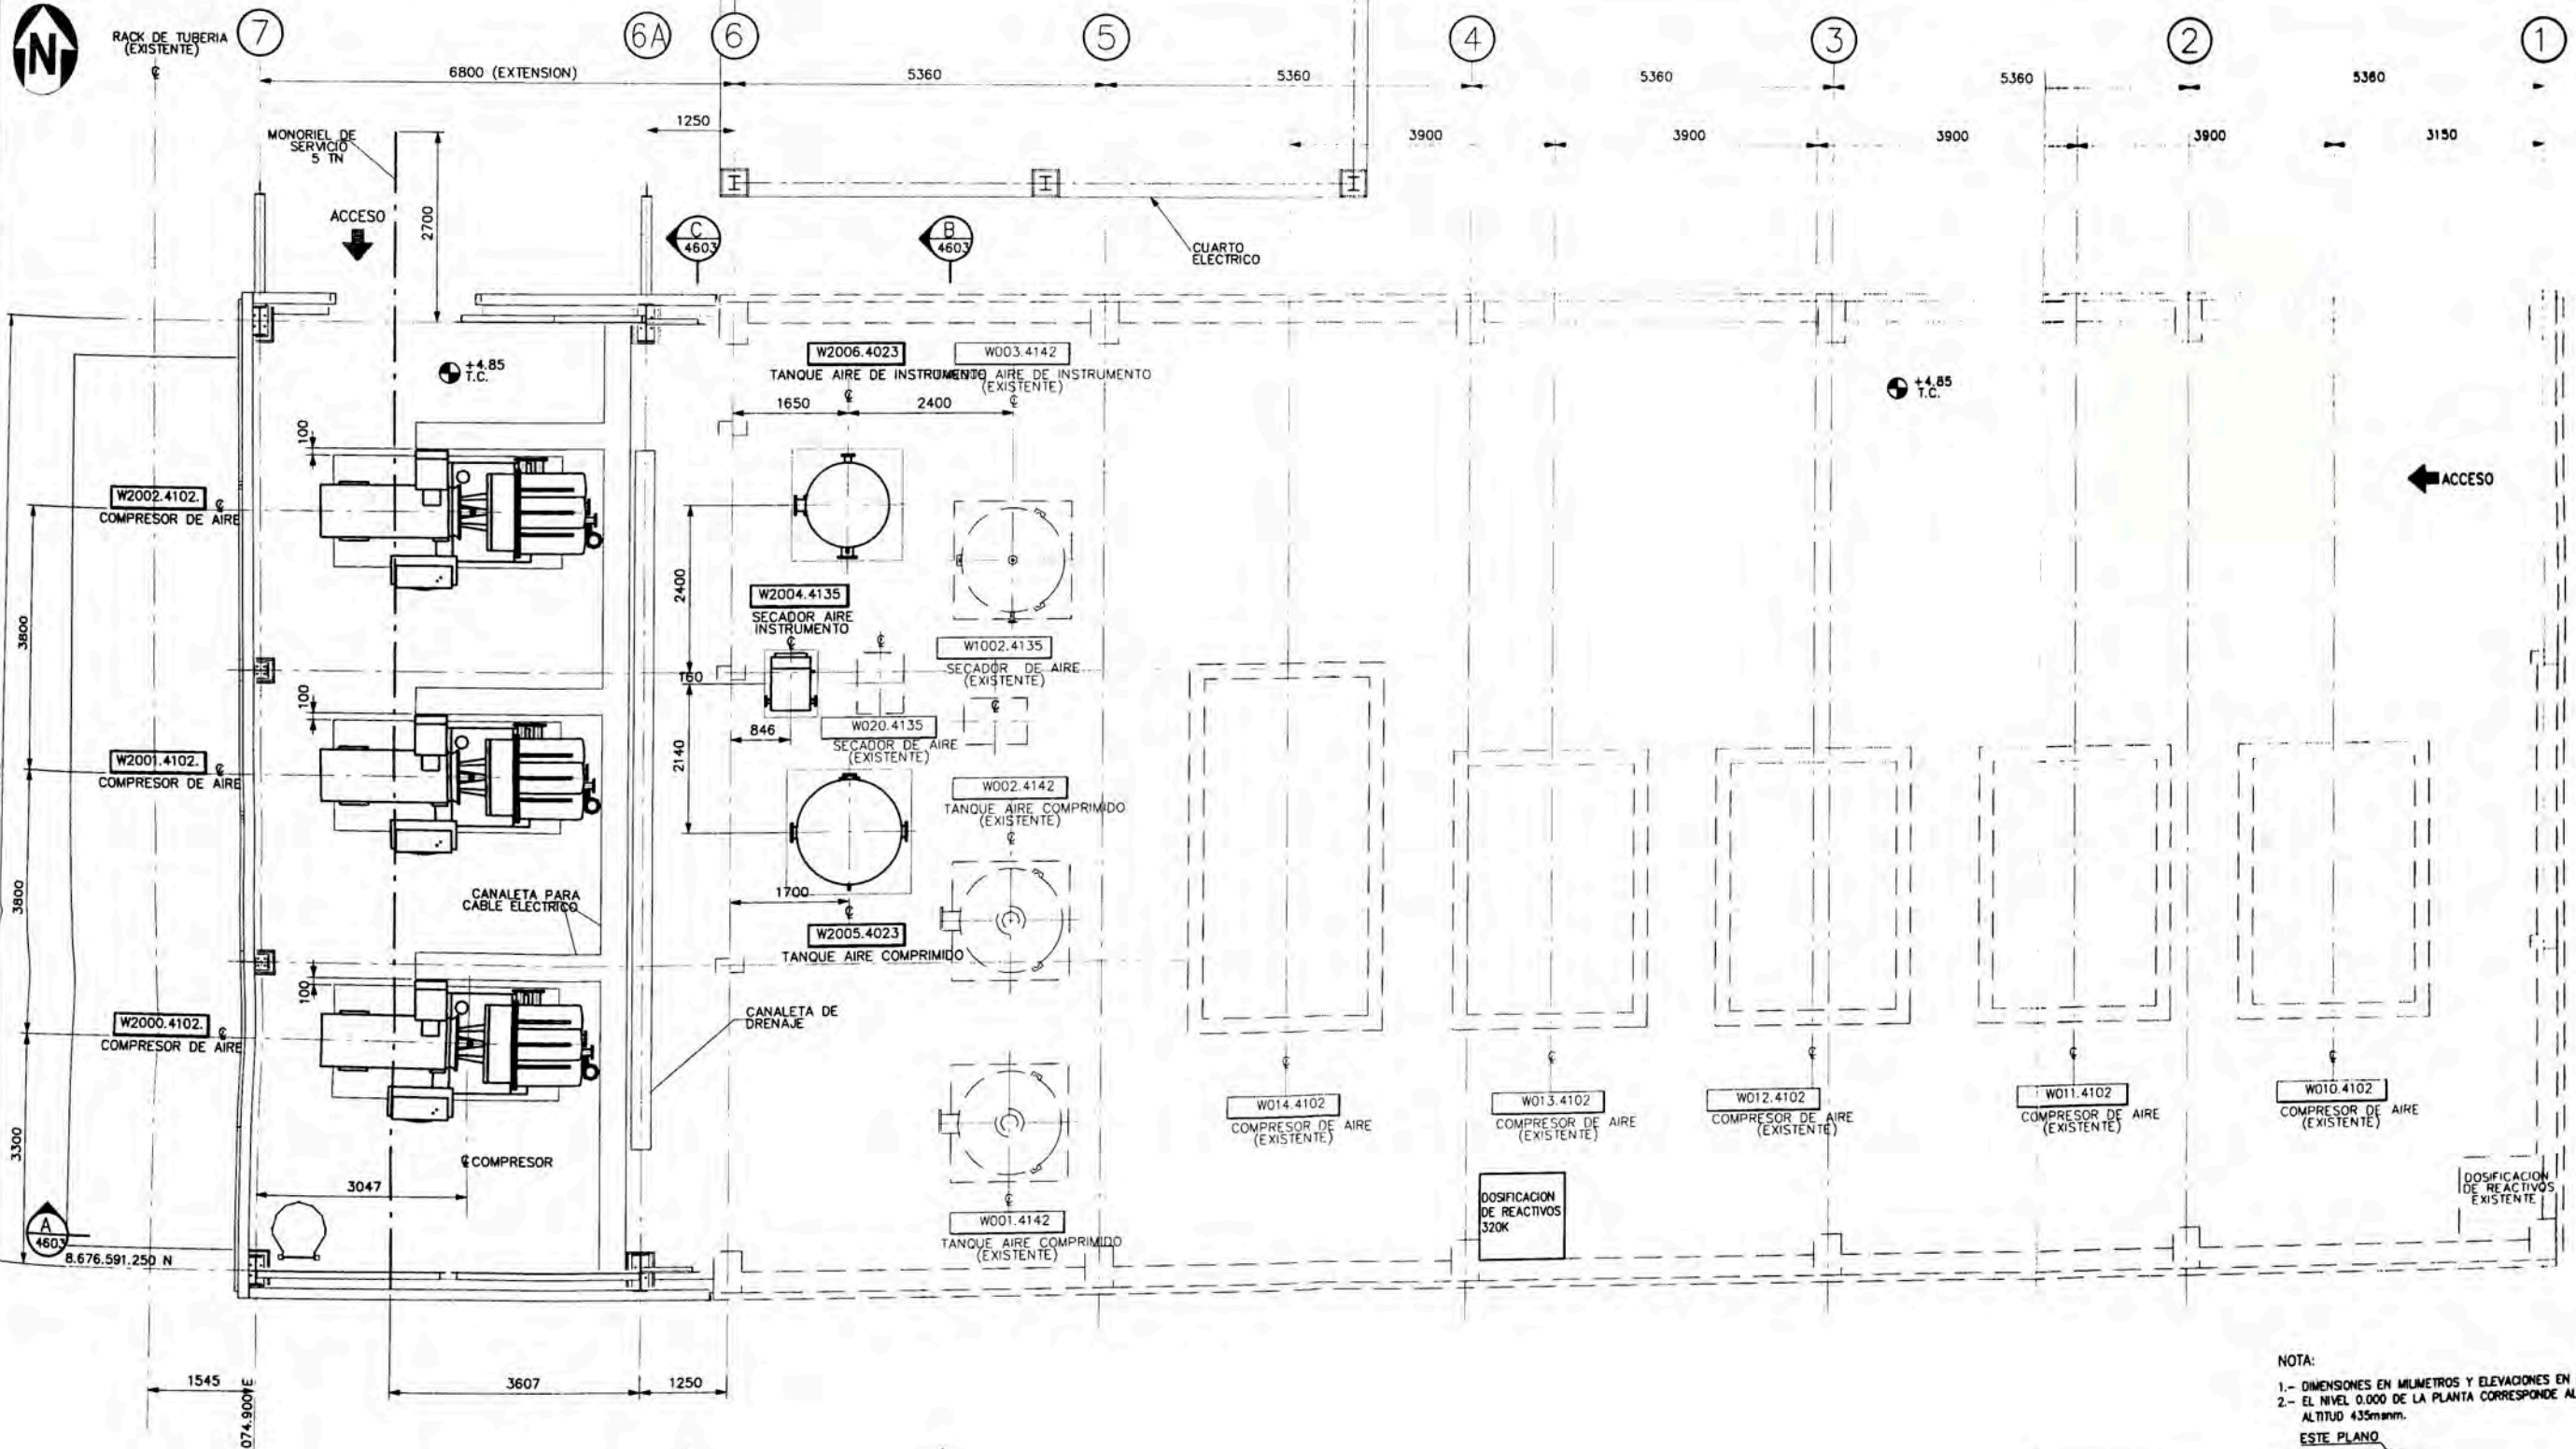 N
RACK DE TUBERIA
(EXISTENTE)
7
6A
6
5
4
3
2
1
6800 (EXTENSION)
5360
5360
5360
5360
5360
1250
3900
3900
3900
3900
3150
MONORIEL DE
SERVICIO
5 TN
2700
ACCESO
C
4603
B
4603
CUARTO
ELECTRICO
+4.85
T.C.
W2006.4023
TANQUE AIRE DE INSTRUMENTO
W003.4142
AIRE DE INSTRUMENTO
(EXISTENTE)
+4.85
T.C.
1650
2400
100
W2002.4102.
COMPRESOR DE AIRE
ACCESO
2400
W2004.4135
SECADOR AIRE
INSTRUMENTO
W1002.4135
SECADOR DE AIRE
(EXISTENTE)
3800
160
100
846
W020.4135
SECADOR DE AIRE
(EXISTENTE)
2140
W2001.4102.
COMPRESOR DE AIRE
W002.4142
TANQUE AIRE COMPRIMIDO
(EXISTENTE)
3800
CANALETA PARA
CABLE ELECTRICO
1700
W2005.4023
TANQUE AIRE COMPRIMIDO
100
W2000.4102.
COMPRESOR DE AIRE
CANALETA DE
DRENAJE
W014.4102
COMPRESOR DE AIRE
(EXISTENTE)
W013.4102
COMPRESOR DE AIRE
(EXISTENTE)
W012.4102
COMPRESOR DE AIRE
(EXISTENTE)
W011.4102
COMPRESOR DE AIRE
(EXISTENTE)
W010.4102
COMPRESOR DE AIRE
(EXISTENTE)
3300
COMPRESOR
3047
DOSIFICACION
DE REACTIVOS
320K
DOSIFICACION
DE REACTIVOS
EXISTENTE
A
4603
8.676.591.250 N
W001.4142
TANQUE AIRE COMPRIMIDO
(EXISTENTE)
1545
074.900 E
3607
1250
NOTA:
1.- DIMENSIONES EN MILIMETROS Y ELEVACIONES EN
2.- EL NIVEL 0.000 DE LA PLANTA CORRESPONDE AL
ALTITUD 435msnm.
ESTE PLANO